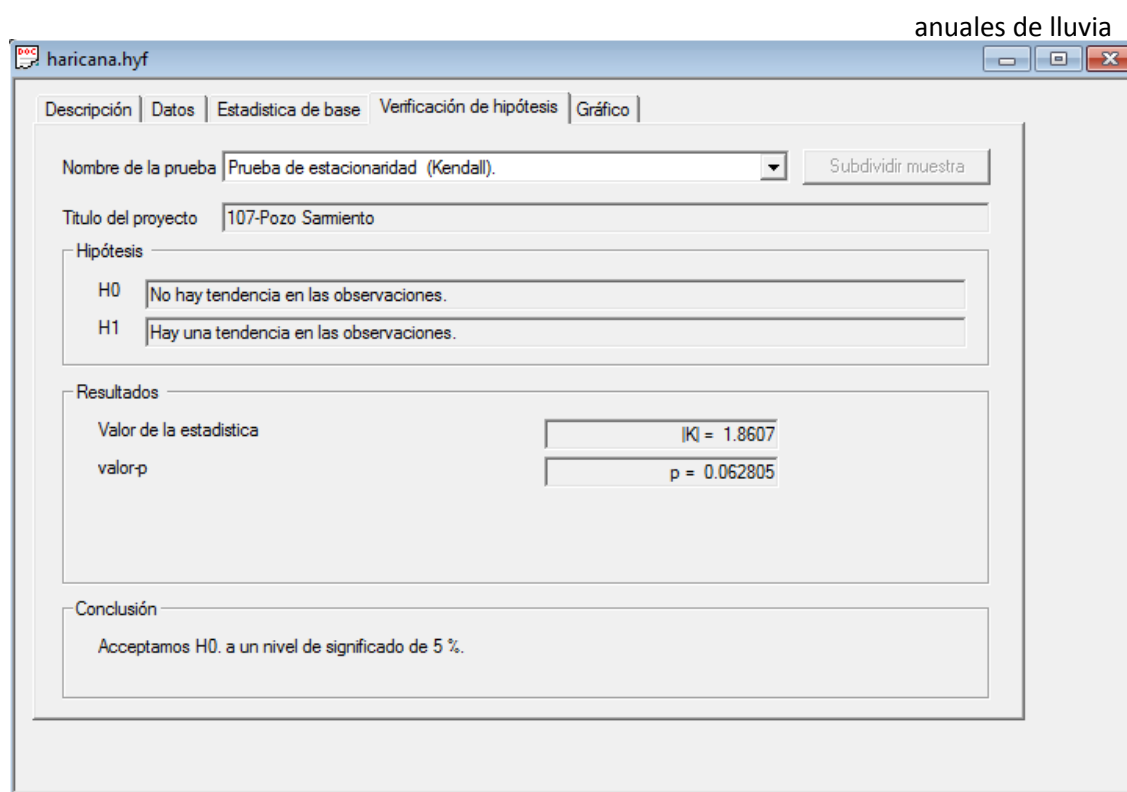 anuales de lluvia
DOC haricana.hyf
Descripción Datos Estadistica de base Verificación de hipótesis Gráfico
Nombre de la prueba Prueba de estacionaridad (Kendall). Subdividir muestra
Titulo del proyecto 107-Pozo Sarmiento
Hipótesis
H0 No hay tendencia en las observaciones.
H1 Hay una tendencia en las observaciones.
Resultados
Valor de la estadistica |K| = 1.8607
valor-p p = 0.062805
Conclusión
Acceptamos H0. a un nivel de significado de 5 %.